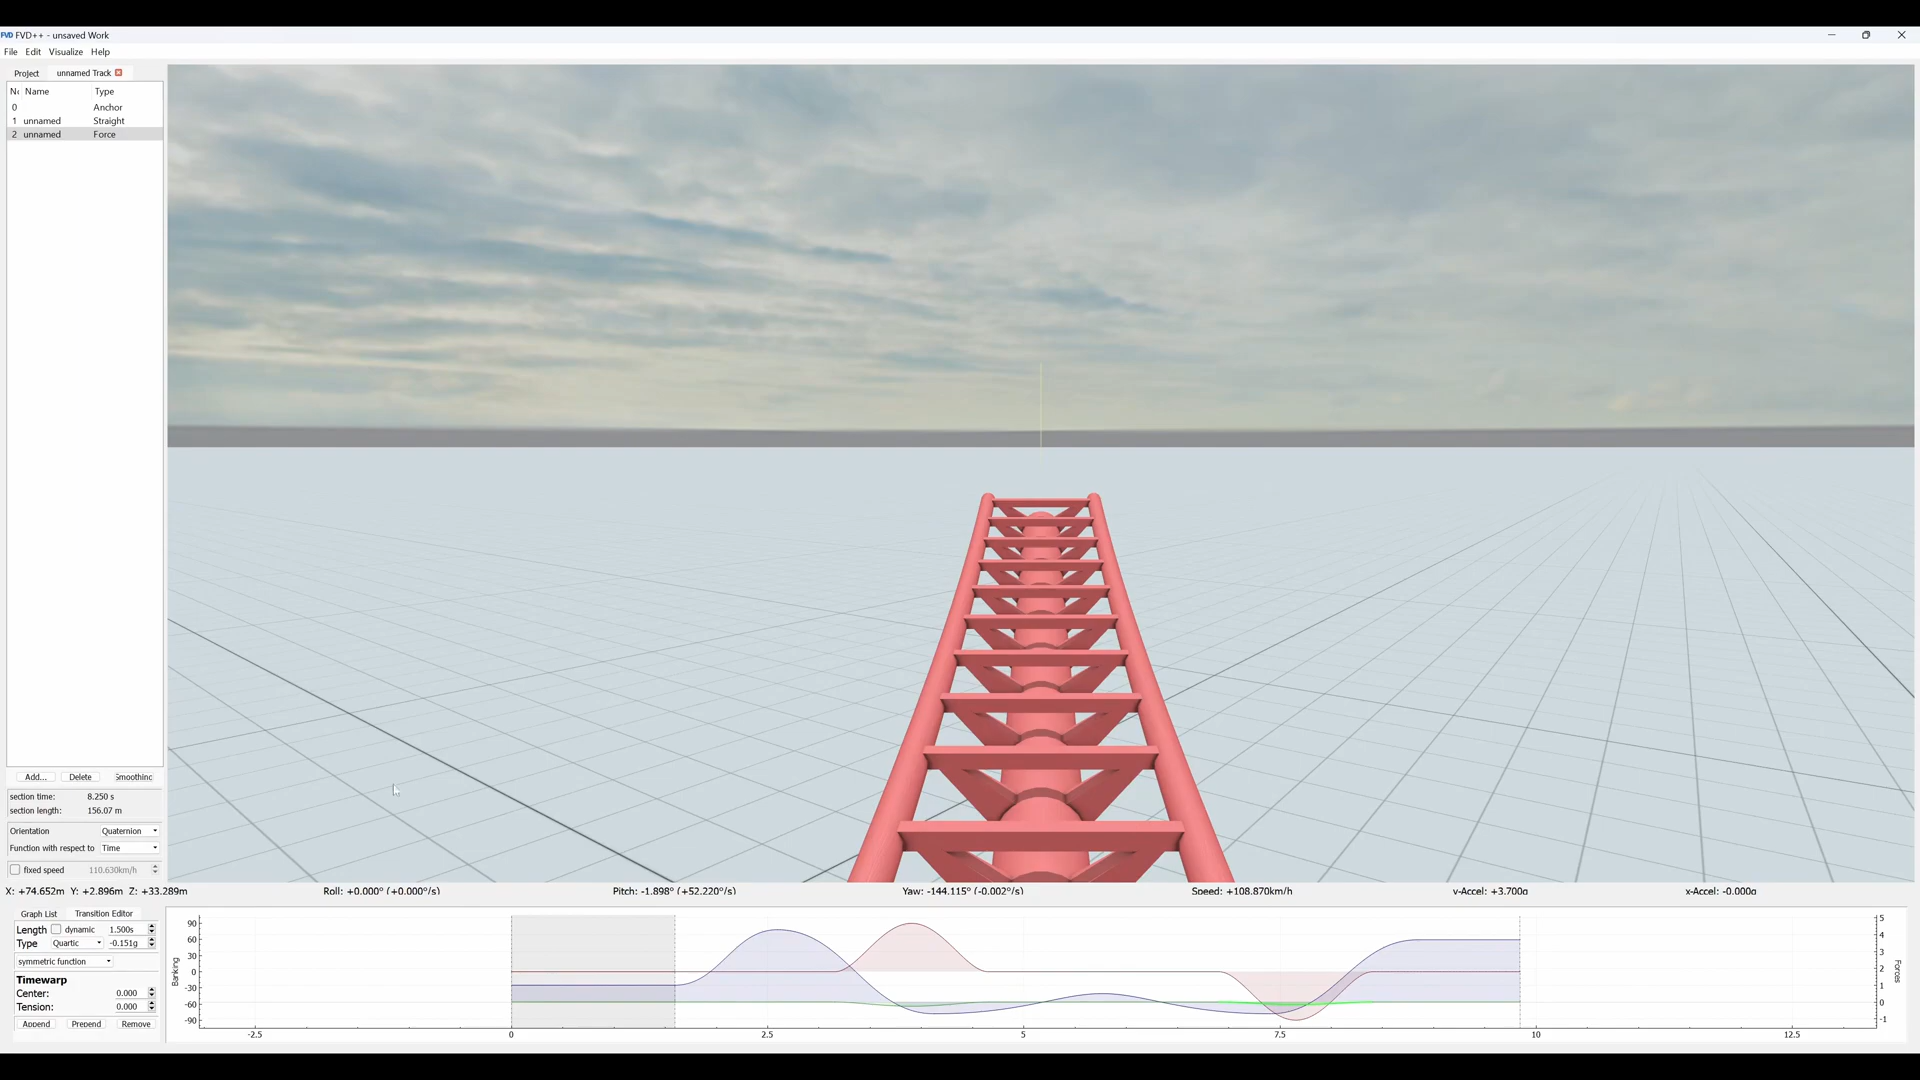 FVD FVD++ - unsaved Work
File Edit Visualize Help
Project unnamed Track
Nc Name Type
0 Anchor
1 unnamed Straight
2 unnamed Force
Add... Delete Smoothing
section time: 8.250 s
section length: 156.07 m
Orientation Quaternion
Function with respect to Time
fixed speed 110.630km/h
X: +74.652m Y: +2.896m Z: +33.289m Roll: +0.000° (+0.000°/s) Pitch: -1.898° (+52.220°/s) Yaw: -144.115° (-0.002°/s) Speed: +108.870km/h v-Accel: +3.700g x-Accel: -0.000g
Graph List Transition Editor
Length dynamic 1.500s
Type Quartic -0.151g
symmetric function
Timewarp
Center: 0.000
Tension: 0.000
Append Prepend Remove
Banking
90
60
30
0
-30
-60
-90
-2.5 0 2.5 5 7.5 10 12.5
5
4
3
2
1
0
-1
Forces